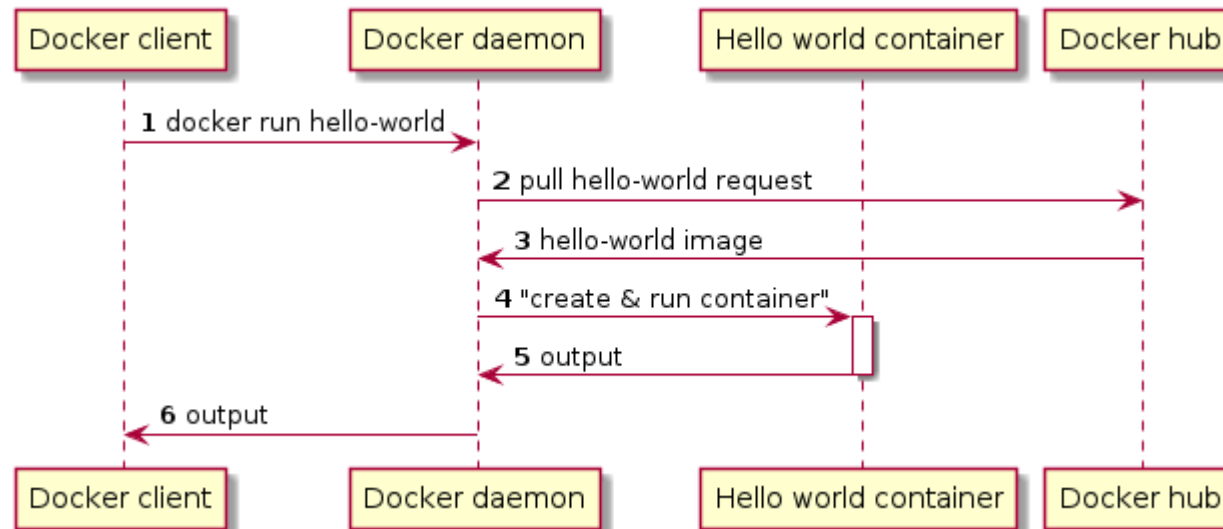 Docker client Docker daemon Hello world container Docker hub
1 docker run hello-world
2 pull hello-world request
3 hello-world image
4 "create & run container"
5 output
6 output
Docker client Docker daemon Hello world container Docker hub